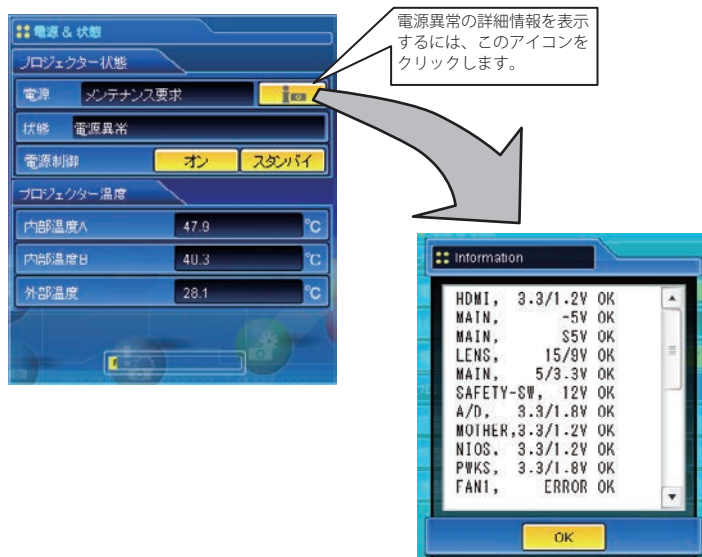 電源 & 状態
電源異常の詳細情報を表示
するには、このアイコンを
クリックします。
プロジェクター状態
電源 メンテナンス要求
状態 電源異常
電源制御 オン スタンバイ
プロジェクター温度
内部温度A 47.9 °C
内部温度B 40.3 °C
外部温度 28.1 °C
Information
HDMI, 3.3/1.2V OK
MAIN, -5V OK
MAIN, S5V OK
LENS, 15/9V OK
MAIN, 5/3.3V OK
SAFETY-SW, 12V OK
A/D, 3.3/1.8V OK
MOTHER,3.3/1.2V OK
NIOS, 3.3/1.2V OK
PWKS, 3.3/1.8V OK
FAN1, ERROR OK
OK